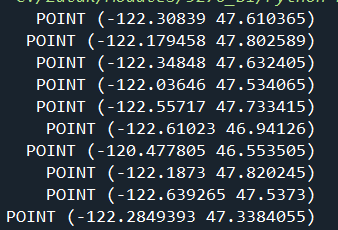 POINT (-122.30839 47.610365)
POINT (-122.179458 47.802589)
POINT (-122.34848 47.632405)
POINT (-122.03646 47.534065)
POINT (-122.55717 47.733415)
POINT (-122.61023 46.94126)
POINT (-120.477805 46.553505)
POINT (-122.1873 47.820245)
POINT (-122.639265 47.5373)
POINT (-122.2849393 47.3384055)